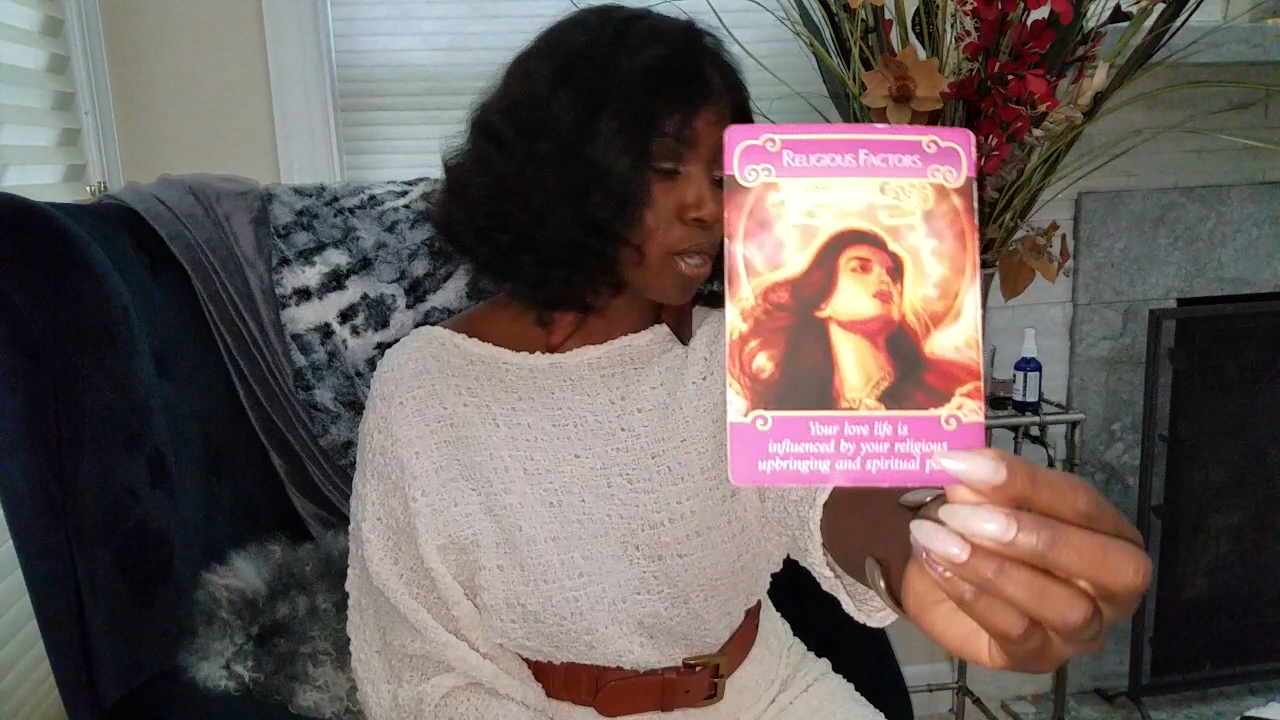 RELIGIOUS FACTORS
Your love life is
influenced by your religious
upbringing and spiritual